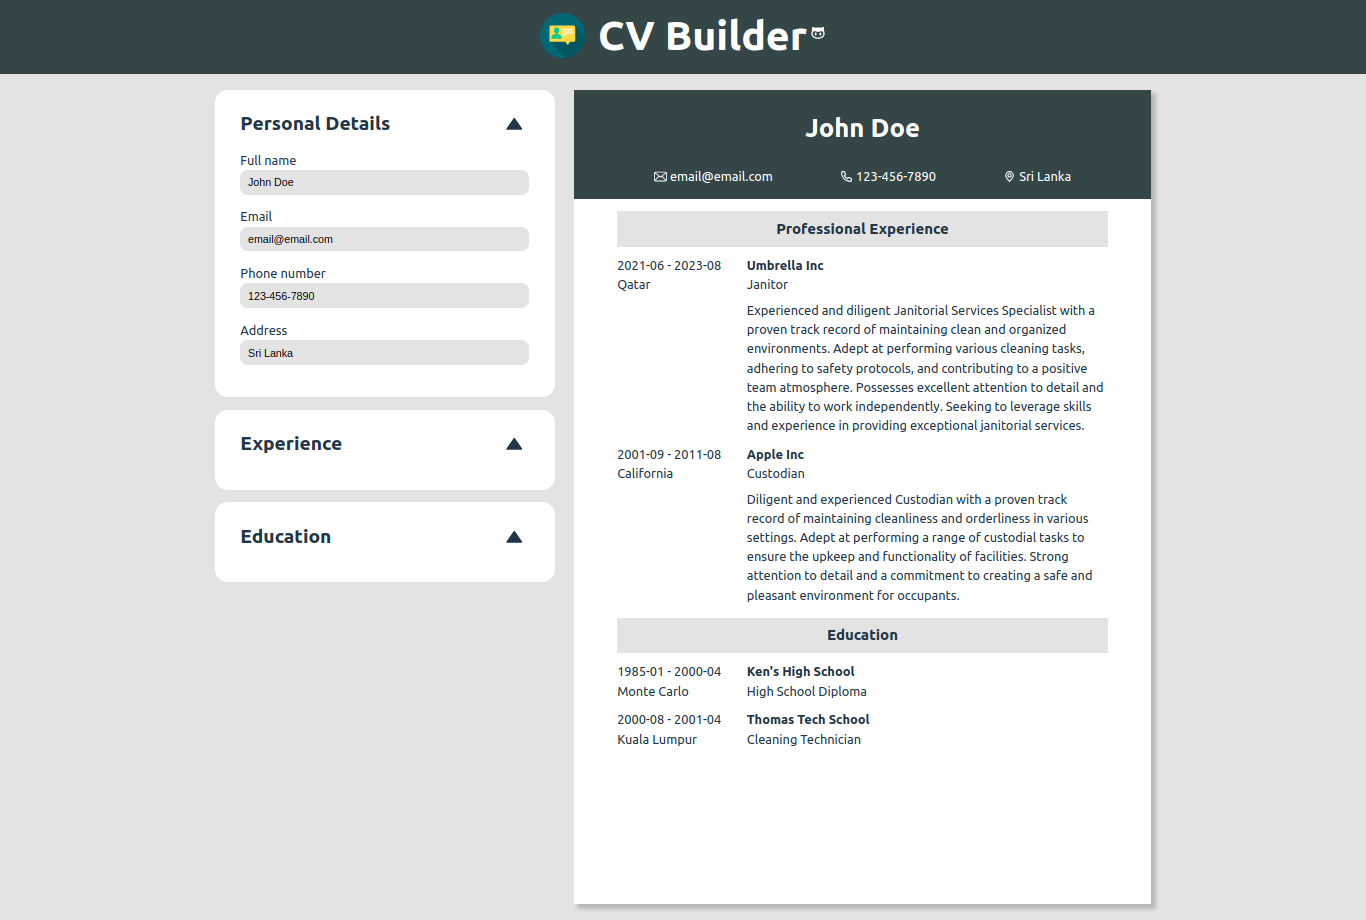 CV Builder
Personal Details
Full name
John Doe
Email
email@email.com
Phone number
123-456-7890
Address
Sri Lanka
Experience
Education
John Doe
email@email.com 123-456-7890 Sri Lanka
Professional Experience
2021-06 - 2023-08 Umbrella Inc
Qatar Janitor
Experienced and diligent Janitorial Services Specialist with a
proven track record of maintaining clean and organized
environments. Adept at performing various cleaning tasks,
adhering to safety protocols, and contributing to a positive
team atmosphere. Possesses excellent attention to detail and
the ability to work independently. Seeking to leverage skills
and experience in providing exceptional janitorial services.
2001-09 - 2011-08 Apple Inc
California Custodian
Diligent and experienced Custodian with a proven track
record of maintaining cleanliness and orderliness in various
settings. Adept at performing a range of custodial tasks to
ensure the upkeep and functionality of facilities. Strong
attention to detail and a commitment to creating a safe and
pleasant environment for occupants.
Education
1985-01 - 2000-04 Ken's High School
Monte Carlo High School Diploma
2000-08 - 2001-04 Thomas Tech School
Kuala Lumpur Cleaning Technician